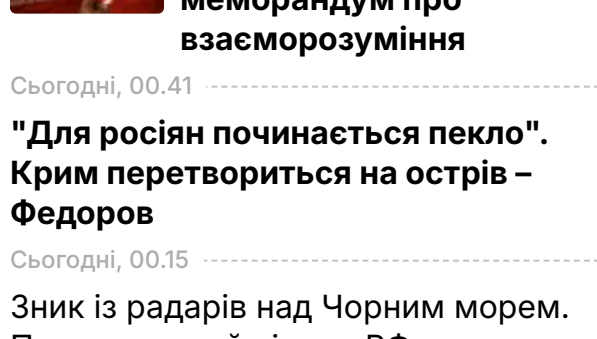 меморандум про
взаєморозуміння
Сьогодні, 00.41
"Для росіян починається пекло".
Крим перетвориться на острів –
Федоров
Сьогодні, 00.15
Зник із радарів над Чорним морем.